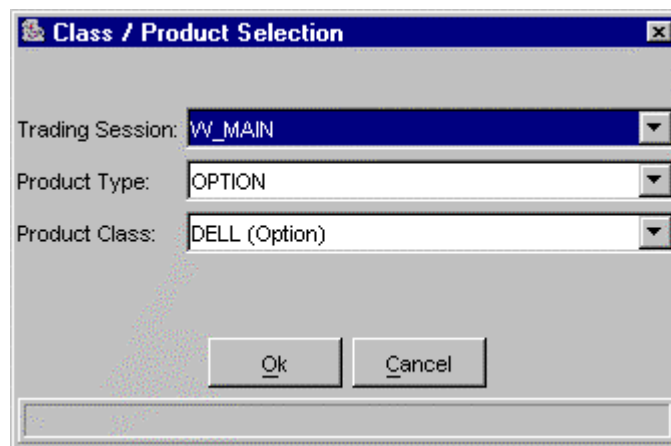 Class / Product Selection
Trading Session: W_MAIN
Product Type: OPTION
Product Class: DELL (Option)
Ok Cancel